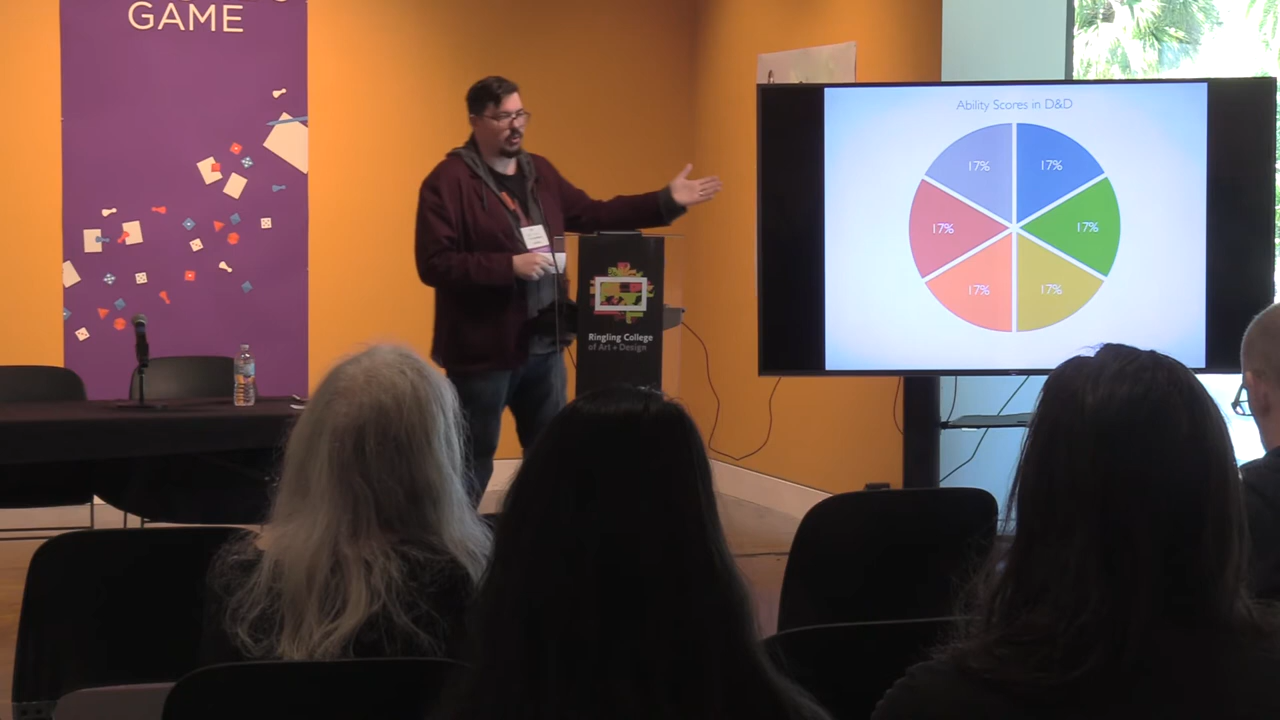 GAME
Ability Scores in D&D
17%
17%
17%
17%
17%
17%
Ringling College
of Art + Design